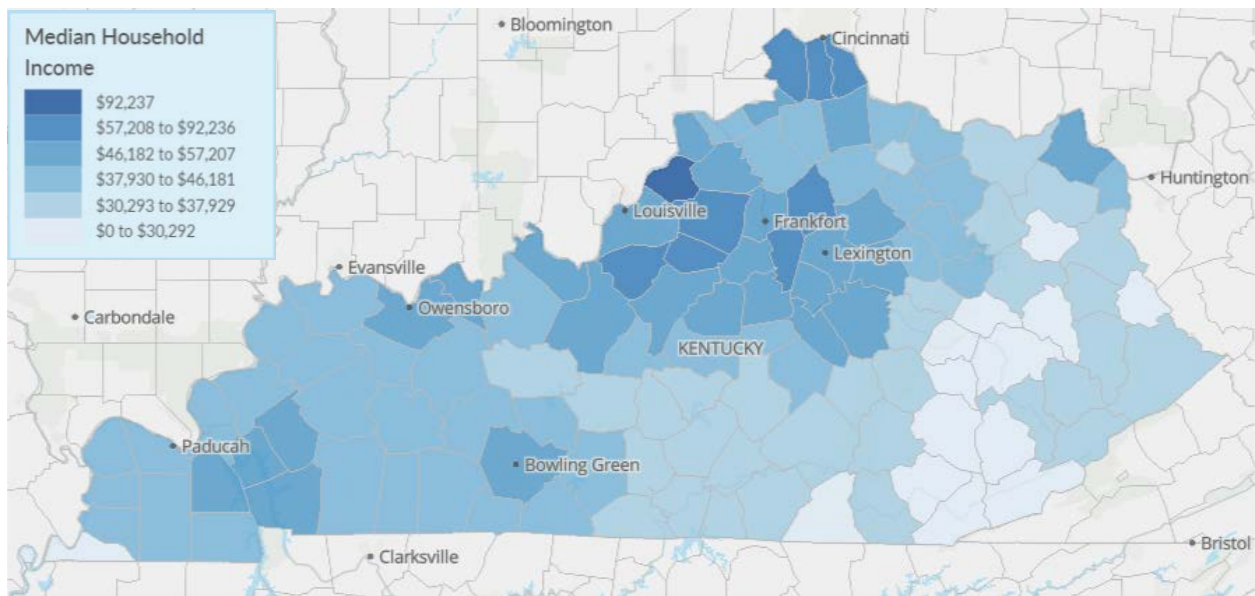 Median Household
Income
$92,237
$57,208 to $92,236
$46,182 to $57,207
$37,930 to $46,181
$30,293 to $37,929
$0 to $30,292
Bloomington
Cincinnati
Huntington
Louisville
Frankfort
Lexington
Evansville
Owensboro
Carbondale
KENTUCKY
Paducah
Bowling Green
Clarksville
Bristol